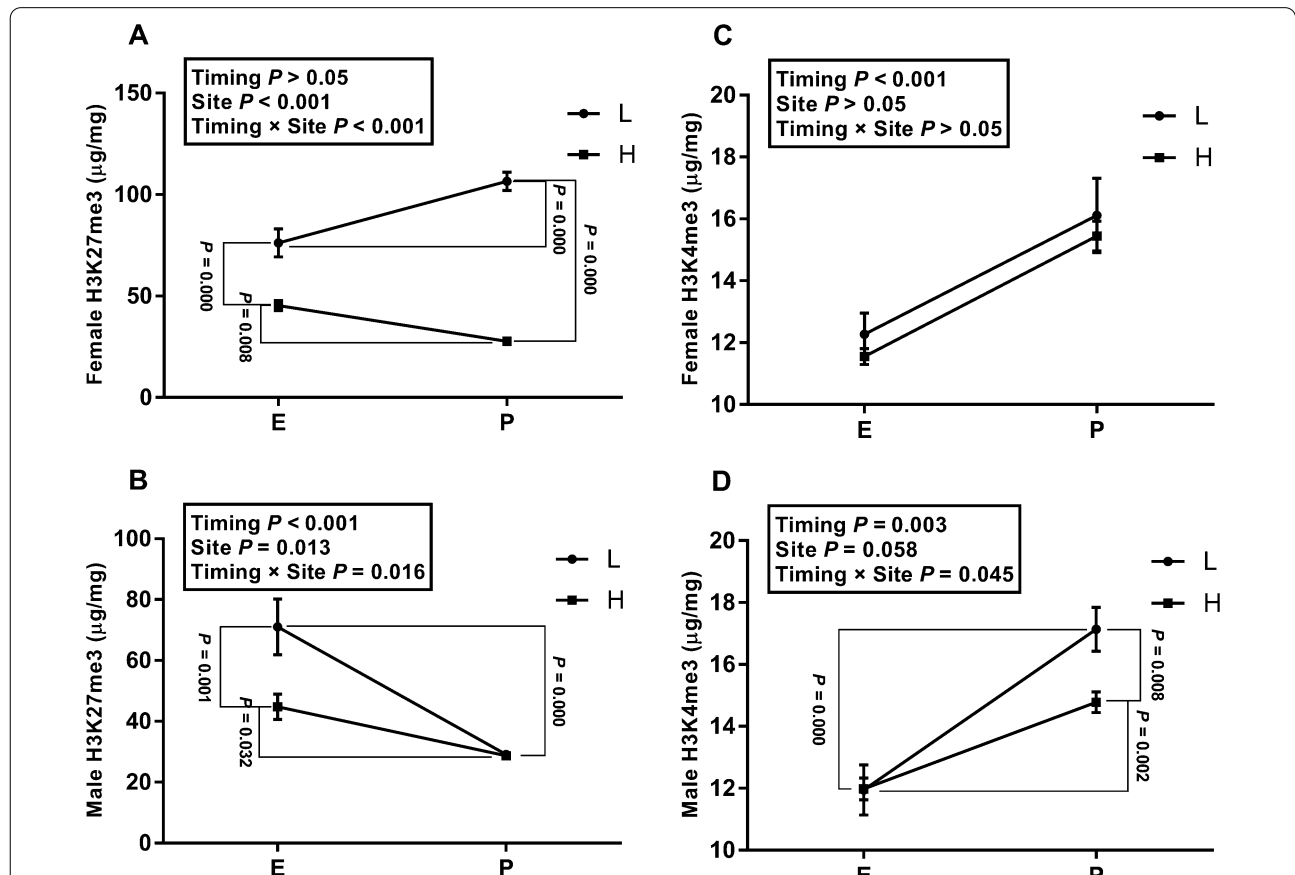 A
Timing P > 0.05
Site P < 0.001
Timing × Site P < 0.001
L
H
Female H3K27me3 (µg/mg)
150
100
50
0
P = 0.000
P = 0.008
P = 0.000
P = 0.000
E
P
C
Timing P < 0.001
Site P > 0.05
Timing × Site P > 0.05
L
H
Female H3K4me3 (µg/mg)
20
18
16
14
12
10
E
P
B
Timing P < 0.001
Site P = 0.013
Timing × Site P = 0.016
L
H
Male H3K27me3 (µg/mg)
100
80
60
40
20
0
P = 0.001
P = 0.032
P = 0.000
E
P
D
Timing P = 0.003
Site P = 0.058
Timing × Site P = 0.045
L
H
Male H3K4me3 (µg/mg)
20
18
16
14
12
10
P = 0.000
P = 0.008
P = 0.002
E
P